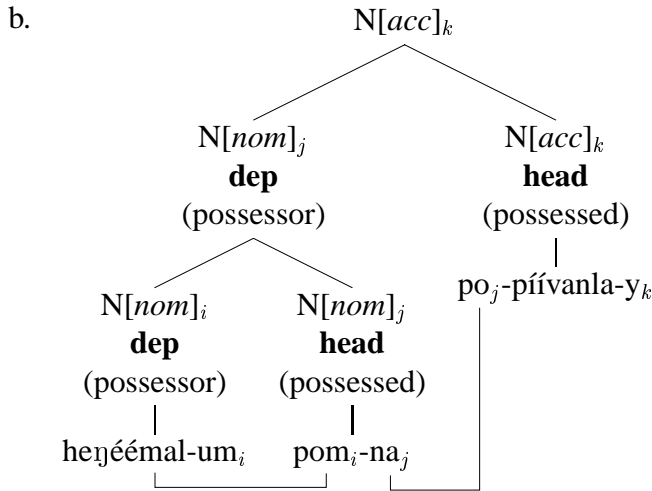 b.
N[acc]k
N[nom]j N[acc]k
dep head
(possessor) (possessed)
po j-píívanla-y k
N[nom]i N[nom]j
dep head
(possessor) (possessed)
heŋéémal-um i pom i-na j